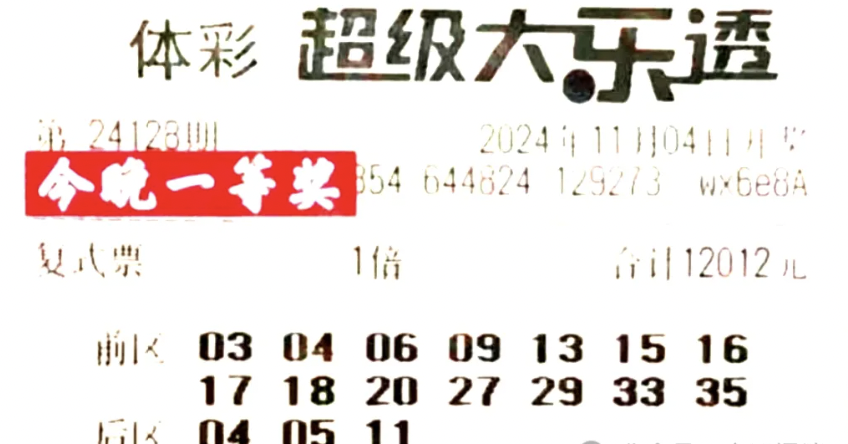 体彩 超级大乐透
第 24128期 2024年11月04日开奖
今晚一等奖 854 644824 129273 wx6e8A
复式票 1倍 合计12012元
前区 03 04 06 09 13 15 16
17 18 20 27 29 33 35
后区 04 05 11